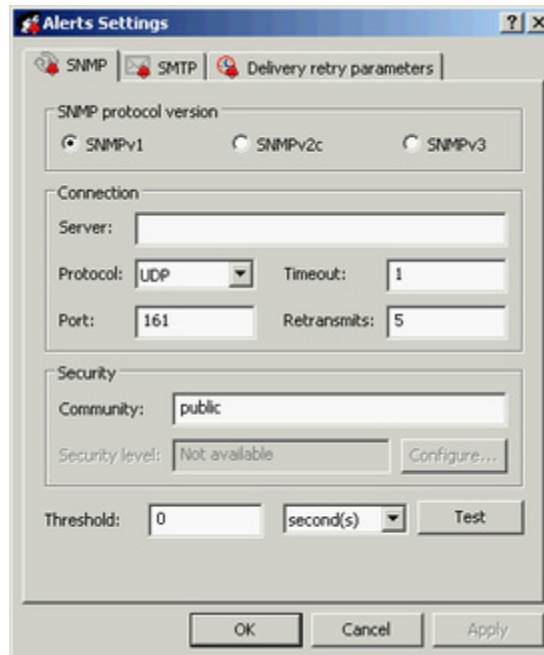 Alerts Settings
SNMP SMTP Delivery retry parameters
SNMP protocol version
SNMPv1 SNMPv2c SNMPv3
Connection
Server:
Protocol: UDP Timeout: 1
Port: 161 Retransmits: 5
Security
Community: public
Security level: Not available Configure...
Threshold: 0 second(s) Test
OK Cancel Apply